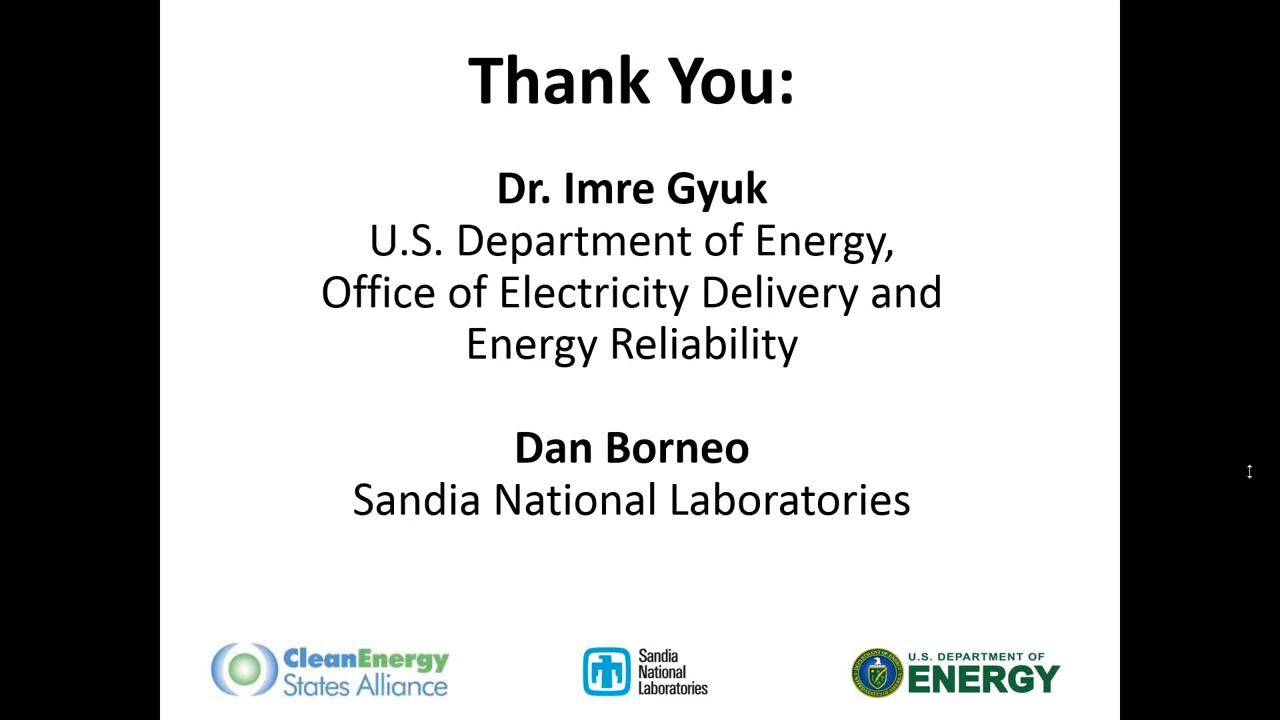 Thank You:
Dr. Imre Gyuk
U.S. Department of Energy,
Office of Electricity Delivery and
Energy Reliability
Dan Borneo
Sandia National Laboratories
CleanEnergy
States Alliance
Sandia
National
Laboratories
U.S. DEPARTMENT OF
ENERGY